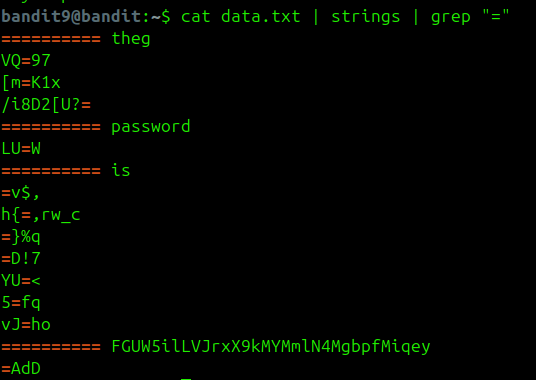 bandit9@bandit:~$ cat data.txt | strings | grep "="
========== theg
VQ=97
[m=K1x
/i8D2[U?=
========== password
LU=W
========== is
=v$,
h{=,rw_c
=}%q
=D!7
YU=<
5=fq
vJ=ho
========== FGUW5ilLVJrxX9kMYMmlN4MgbpfMiqey
=AdD